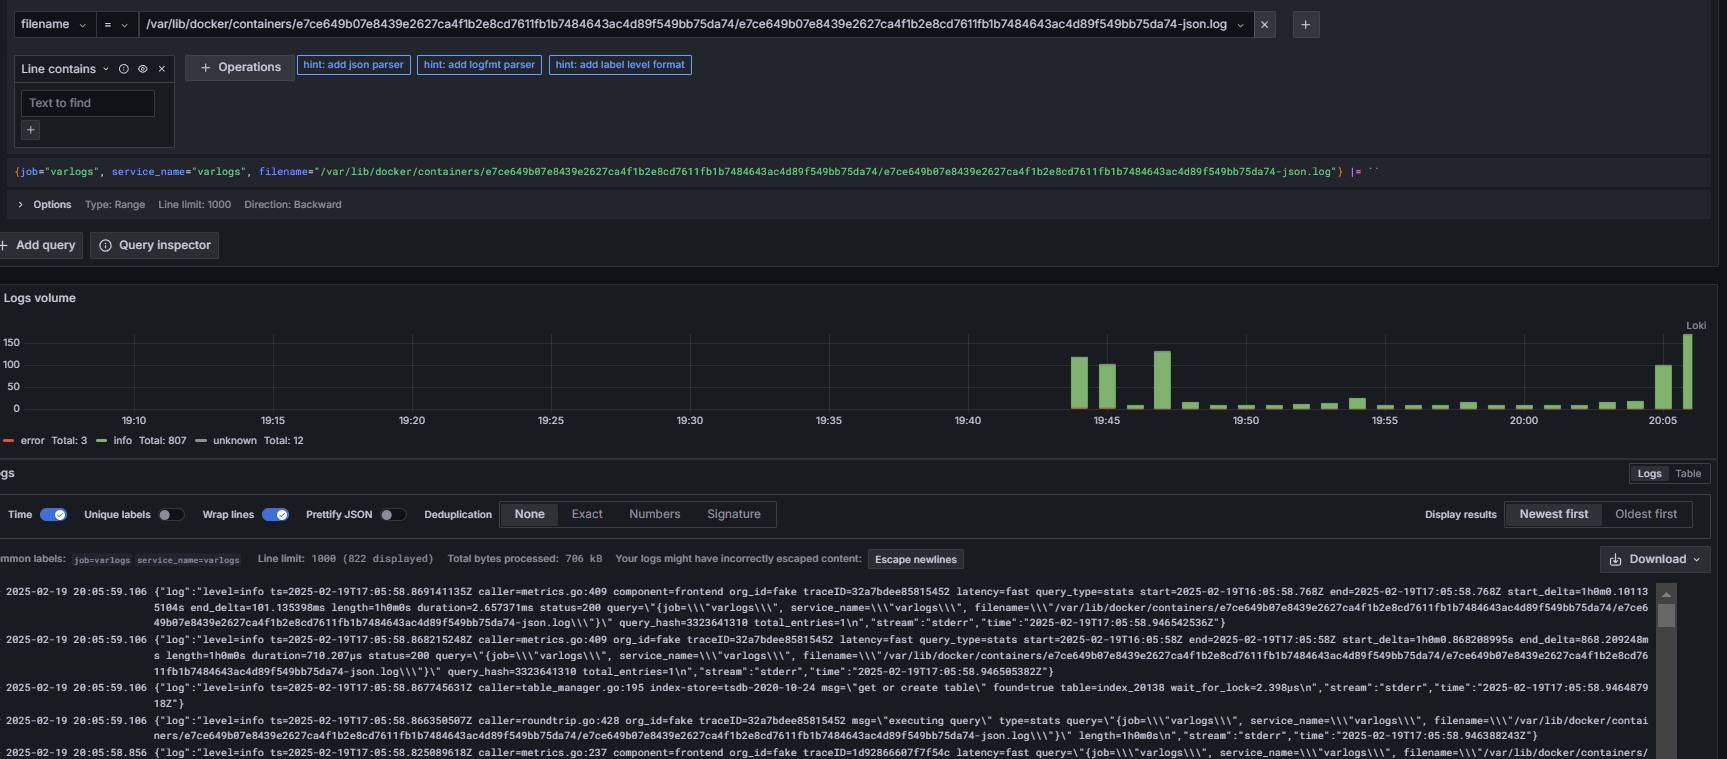 filename = /var/lib/docker/containers/e7ce649b07e8439e2627ca4f1b2e8cd7611fb1b7484643ac4d89f549bb75da74/e7ce649b07e8439e2627ca4f1b2e8cd7611fb1b7484643ac4d89f549bb75da74-json.log
Line contains + Operations hint: add json parser hint: add logfmt parser hint: add label level format
Text to find
+
{job="varlogs", service_name="varlogs", filename="/var/lib/docker/containers/e7ce649b07e8439e2627ca4f1b2e8cd7611fb1b7484643ac4d89f549bb75da74/e7ce649b07e8439e2627ca4f1b2e8cd7611fb1b7484643ac4d89f549bb75da74-json.log"} |= ``
Options Type: Range Line limit: 1000 Direction: Backward
+ Add query Query inspector
Logs volume
Loki
150
100
50
0
19:10 19:15 19:20 19:25 19:30 19:35 19:40 19:45 19:50 19:55 20:00 20:05
error Total: 3 info Total: 807 unknown Total: 12
gs Logs Table
Time Unique labels Wrap lines Prettify JSON Deduplication None Exact Numbers Signature Display results Newest first Oldest first
mmon labels: job=varlogs service_name=varlogs Line limit: 1000 (822 displayed) Total bytes processed: 706 kB Your logs might have incorrectly escaped content: Escape newlines Download
2025-02-19 20:05:59.106 {"log":"level=info ts=2025-02-19T17:05:58.869141135Z caller=metrics.go:409 component=frontend org_id=fake traceID=32a7bdee85815452 latency=fast query_type=stats start=2025-02-19T16:05:58.768Z end=2025-02-19T17:05:58.768Z start_delta=1h0m0.10113
5104s end_delta=101.135398ms length=1h0m0s duration=2.657371ms status=200 query=\"{job=\\\"varlogs\\\", service_name=\\\"varlogs\\\", filename=\\\"/var/lib/docker/containers/e7ce649b07e8439e2627ca4f1b2e8cd7611fb1b7484643ac4d89f549bb75da74/e7ce6
49b07e8439e2627ca4f1b2e8cd7611fb1b7484643ac4d89f549bb75da74-json.log\\\"}\" query_hash=3323641310 total_entries=1\n","stream":"stderr","time":"2025-02-19T17:05:58.946542536Z"}
2025-02-19 20:05:59.106 {"log":"level=info ts=2025-02-19T17:05:58.868215248Z caller=metrics.go:409 org_id=fake traceID=32a7bdee85815452 latency=fast query_type=stats start=2025-02-19T16:05:58Z end=2025-02-19T17:05:58Z start_delta=1h0m0.868208995s end_delta=868.209248m
s length=1h0m0s duration=710.207µs status=200 query=\"{job=\\\"varlogs\\\", service_name=\\\"varlogs\\\", filename=\\\"/var/lib/docker/containers/e7ce649b07e8439e2627ca4f1b2e8cd7611fb1b7484643ac4d89f549bb75da74/e7ce649b07e8439e2627ca4f1b2e8cd76
11fb1b7484643ac4d89f549bb75da74-json.log\\\"}\" query_hash=3323641310 total_entries=1\n","stream":"stderr","time":"2025-02-19T17:05:58.946505382Z"}
2025-02-19 20:05:59.106 {"log":"level=info ts=2025-02-19T17:05:58.867745631Z caller=table_manager.go:195 index-store=tsdb-2020-10-24 msg=\"get or create table\" found=true table=index_20138 wait_for_lock=2.398µs\n","stream":"stderr","time":"2025-02-19T17:05:58.9464879
18Z"}
2025-02-19 20:05:59.106 {"log":"level=info ts=2025-02-19T17:05:58.866350507Z caller=roundtrip.go:428 org_id=fake traceID=32a7bdee85815452 msg=\"executing query\" type=stats query=\"{job=\\\"varlogs\\\", service_name=\\\"varlogs\\\", filename=\\\"/var/lib/docker/contai
ners/e7ce649b07e8439e2627ca4f1b2e8cd7611fb1b7484643ac4d89f549bb75da74/e7ce649b07e8439e2627ca4f1b2e8cd7611fb1b7484643ac4d89f549bb75da74-json.log\\\"}\" length=1h0m0s\n","stream":"stderr","time":"2025-02-19T17:05:58.946388243Z"}
2025-02-19 20:05:58.856 {"log":"level=info ts=2025-02-19T17:05:58.825089618Z caller=metrics.go:237 component=frontend org_id=fake traceID=1d92866607f7f54c latency=fast query=\"{job=\\\"varlogs\\\", service_name=\\\"varlogs\\\", filename=\\\"/var/lib/docker/containers/